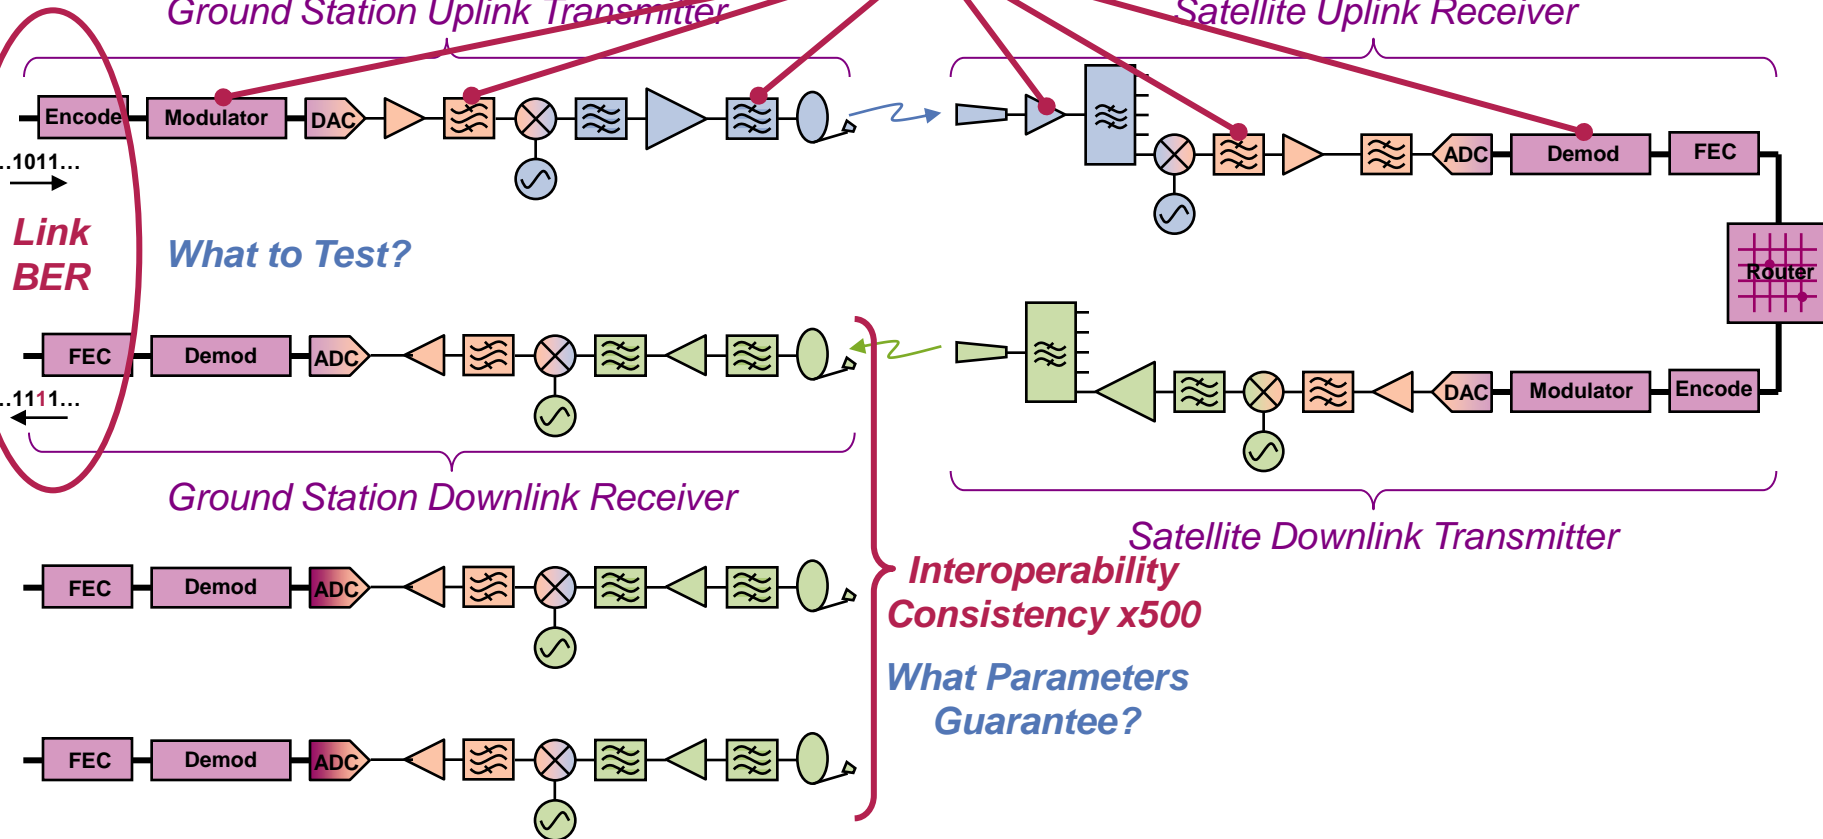 Ground Station Uplink Transmitter
Satellite Uplink Receiver
Encode
Modulator
DAC
ADC
Demod
FEC
...1011...
Link
BER
What to Test?
Router
FEC
Demod
ADC
DAC
Modulator
Encode
...1111...
Ground Station Downlink Receiver
Satellite Downlink Transmitter
FEC
Demod
ADC
Interoperability
Consistency x500
What Parameters
Guarantee?
FEC
Demod
ADC